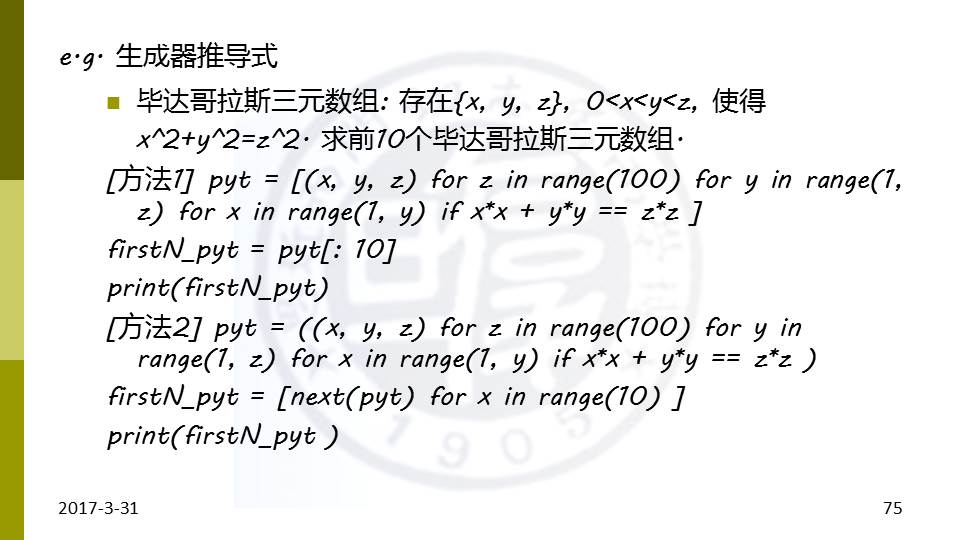 e.g. 生成器推导式
毕达哥拉斯三元数组: 存在{x, y, z}, 0<x<y<z, 使得
x^2+y^2=z^2. 求前10个毕达哥拉斯三元数组.
[方法1] pyt = [(x, y, z) for z in range(100) for y in range(1,
z) for x in range(1, y) if x*x + y*y == z*z ]
firstN_pyt = pyt[: 10]
print(firstN_pyt)
[方法2] pyt = ((x, y, z) for z in range(100) for y in
range(1, z) for x in range(1, y) if x*x + y*y == z*z )
firstN_pyt = [next(pyt) for x in range(10) ]
print(firstN_pyt )
1905
2017-3-31
75